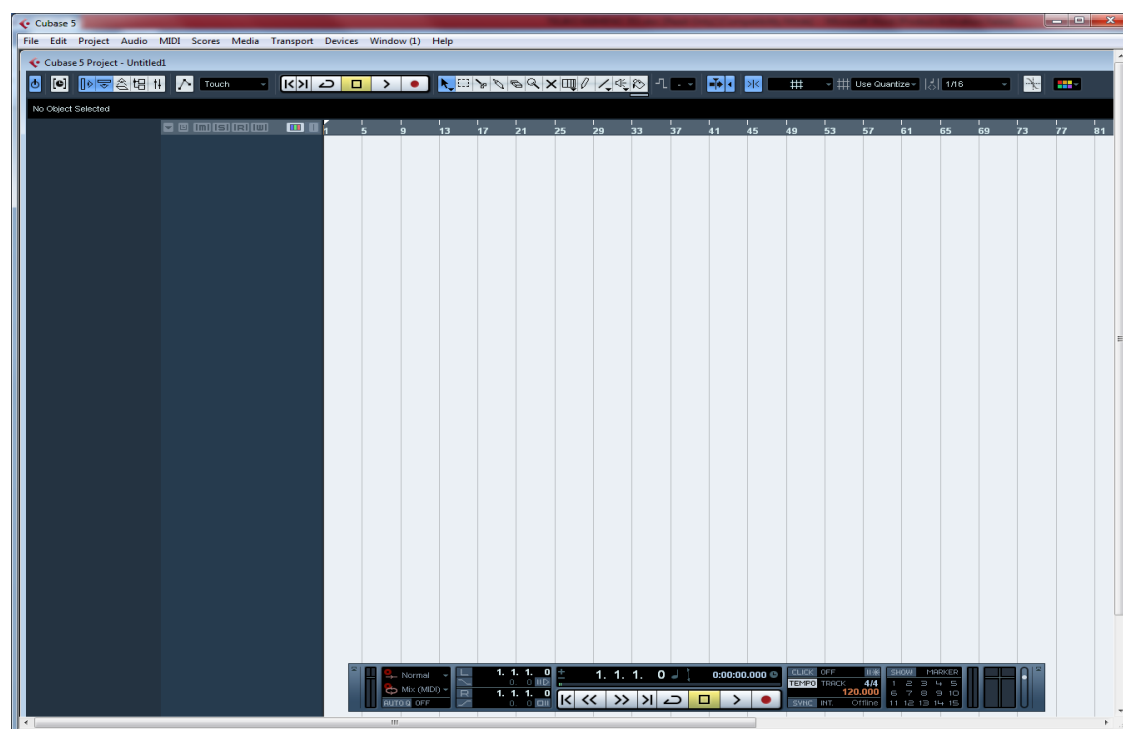 Cubase 5
File Edit Project Audio MIDI Scores Media Transport Devices Window (1) Help
Cubase 5 Project - Untitled1
Touch - - Use Quantize 1/16
No Object Selected
[m] [S] [R] [W]
1 5 9 13 17 21 25 29 33 37 41 45 49 53 57 61 65 69 73 77 81
Normal L 1. 1. 1. 0 1. 1. 1. 0 0:00:00.000 CLICK OFF SHOW MARKER
0. 0
Mix (MIDI) TEMPO TRACK 4/4 1 2 3 4 5
R 1. 1. 1. 0 120.000 6 7 8 9 10
AUTO Q OFF 0. 0 SYNC INT. Offline 11 12 13 14 15